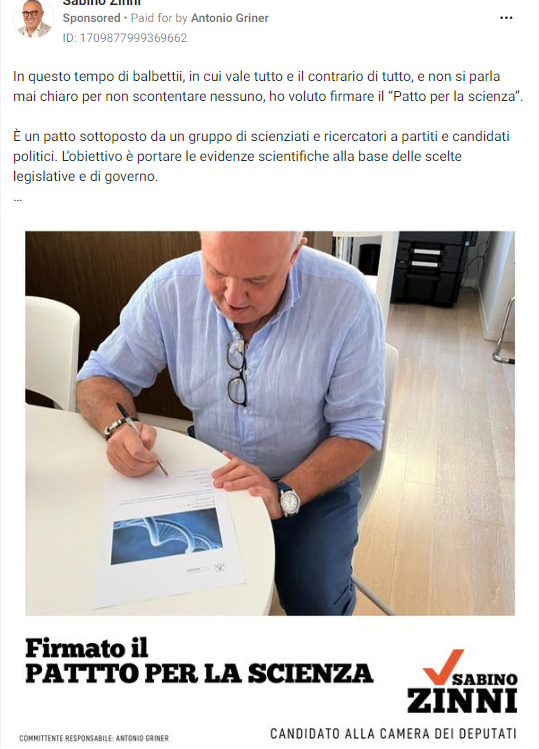 Sabino Zinni
Sponsored • Paid for by Antonio Griner
ID: 1709877999369662
In questo tempo di balbettii, in cui vale tutto e il contrario di tutto, e non si parla
mai chiaro per non scontentare nessuno, ho voluto firmare il “Patto per la scienza”.
È un patto sottoposto da un gruppo di scienziati e ricercatori a partiti e candidati
politici. L’obiettivo è portare le evidenze scientifiche alla base delle scelte
legislative e di governo.
...
Firmato il
PATTTO PER LA SCIENZA
SABINO
ZINNI
COMMITTENTE RESPONSABILE: ANTONIO GRINER
CANDIDATO ALLA CAMERA DEI DEPUTATI